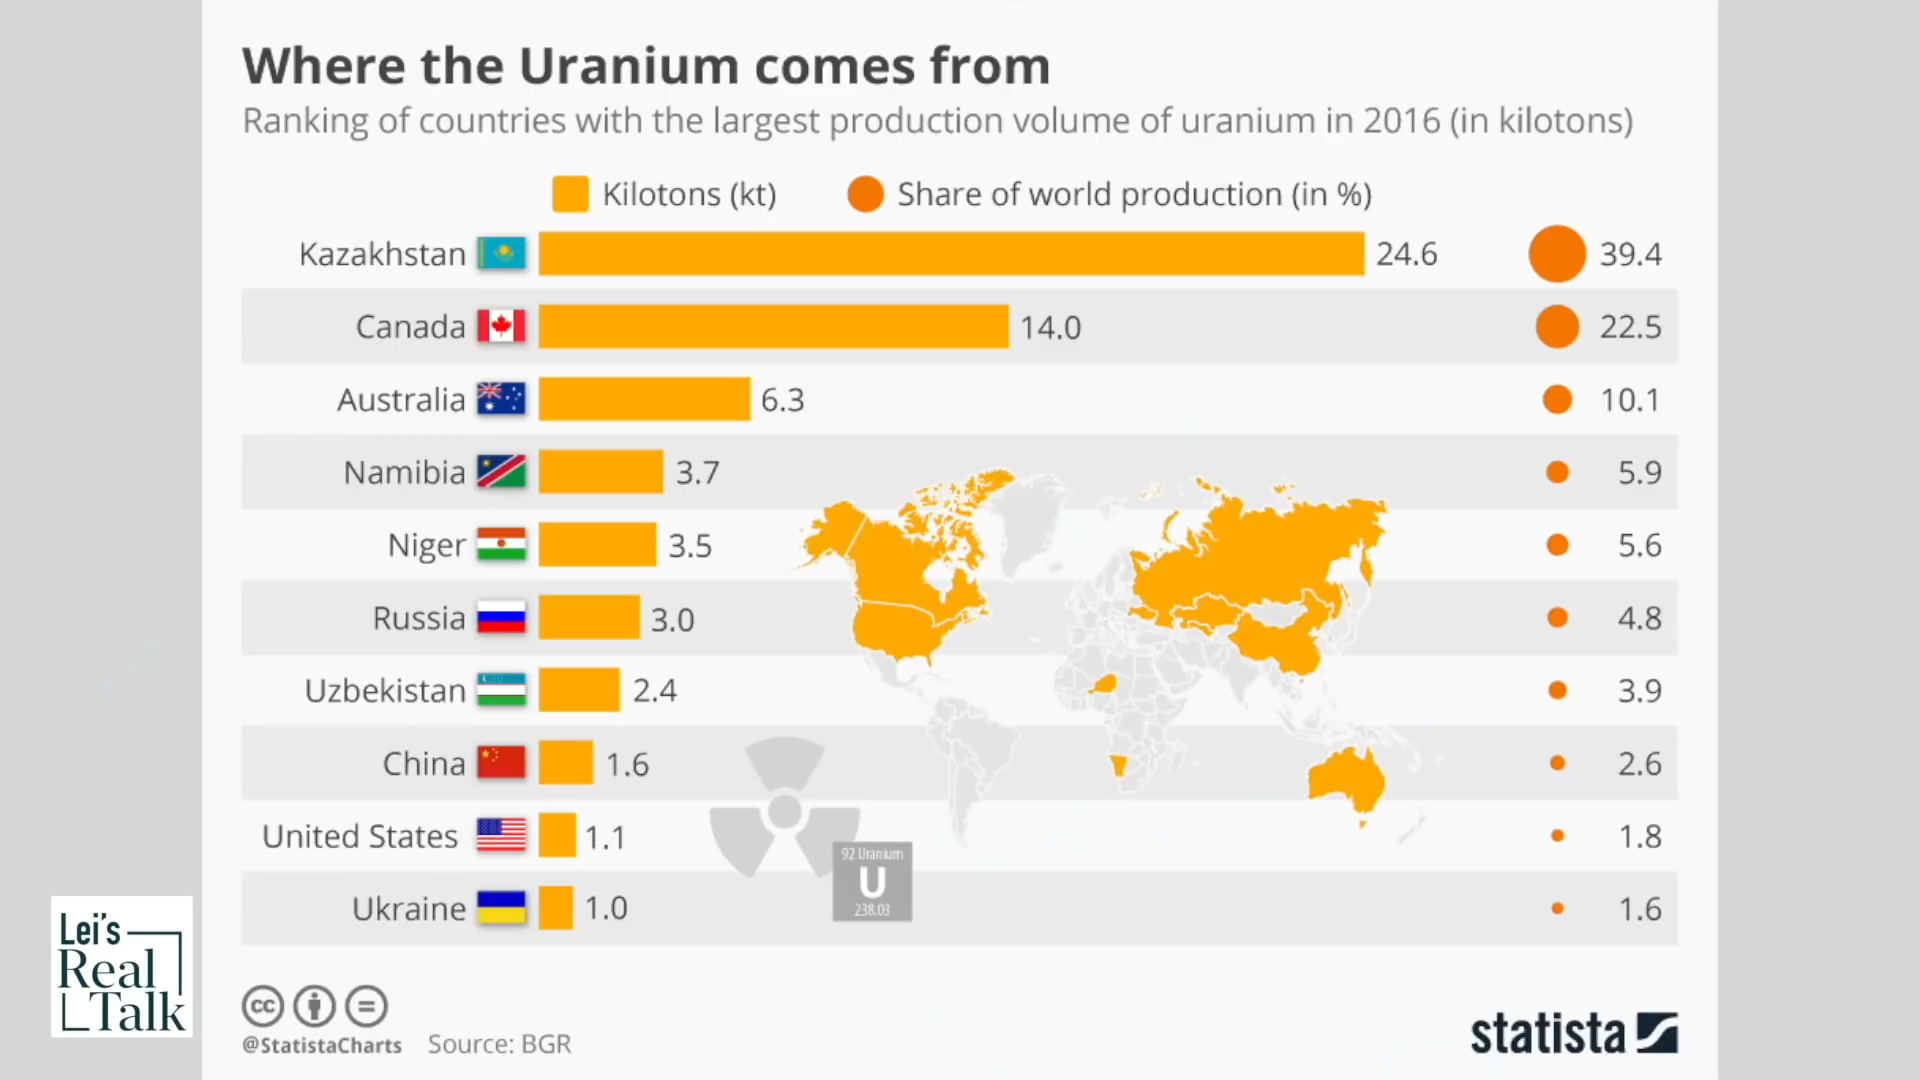 Where the Uranium comes from
Ranking of countries with the largest production volume of uranium in 2016 (in kilotons)
Kilotons (kt) Share of world production (in %)
Kazakhstan 24.6 39.4
Canada 14.0 22.5
Australia 6.3 10.1
Namibia 3.7 5.9
Niger 3.5 5.6
Russia 3.0 4.8
Uzbekistan 2.4 3.9
China 1.6 2.6
United States 1.1 1.8
92 Uranium
U
238.03
Ukraine 1.0 1.6
Lei's
Real
Talk
cc
@StatistaCharts Source: BGR
statista